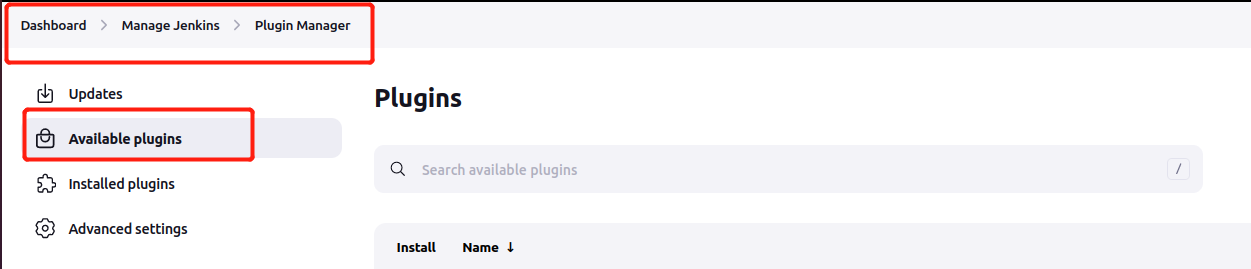 Dashboard > Manage Jenkins > Plugin Manager
Updates
Available plugins
Installed plugins
Advanced settings
Plugins
Search available plugins /
Install Name ↓